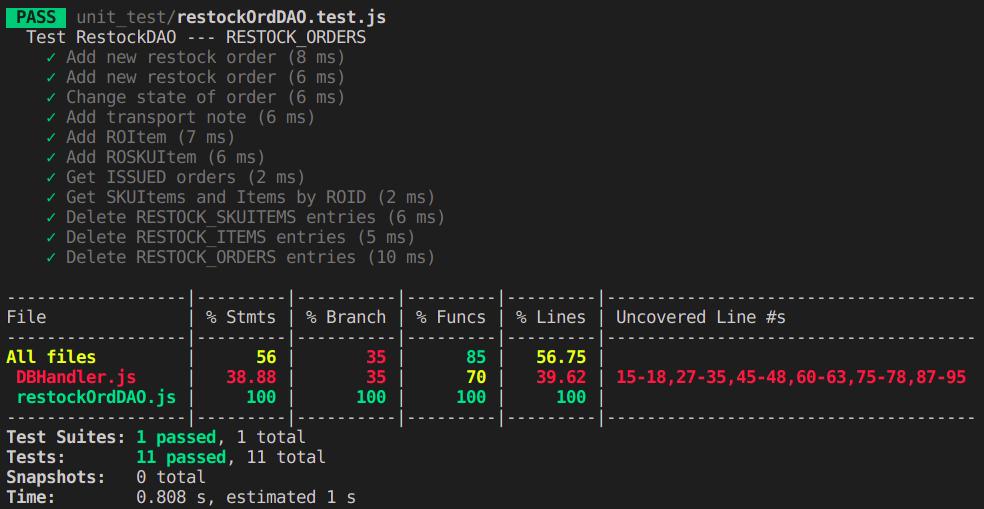 PASS unit_test/restockOrdDAO.test.js
Test RestockDAO --- RESTOCK_ORDERS
✓ Add new restock order (8 ms)
✓ Add new restock order (6 ms)
✓ Change state of order (6 ms)
✓ Add transport note (6 ms)
✓ Add ROItem (7 ms)
✓ Add ROSKUItem (6 ms)
✓ Get ISSUED orders (2 ms)
✓ Get SKUItems and Items by ROID (2 ms)
✓ Delete RESTOCK_SKUITEMS entries (6 ms)
✓ Delete RESTOCK_ITEMS entries (5 ms)
✓ Delete RESTOCK_ORDERS entries (10 ms)
------------------|---------|----------|---------|---------|-------------------------------------
File              | % Stmts | % Branch | % Funcs | % Lines | Uncovered Line #s
------------------|---------|----------|---------|---------|-------------------------------------
All files         |      56 |       35 |      85 |   56.75 |
 DBHandler.js     |   38.88 |       35 |      70 |   39.62 | 15-18,27-35,45-48,60-63,75-78,87-95
 restockOrdDAO.js |     100 |      100 |     100 |     100 |
------------------|---------|----------|---------|---------|-------------------------------------
Test Suites: 1 passed, 1 total
Tests:       11 passed, 11 total
Snapshots:   0 total
Time:        0.808 s, estimated 1 s